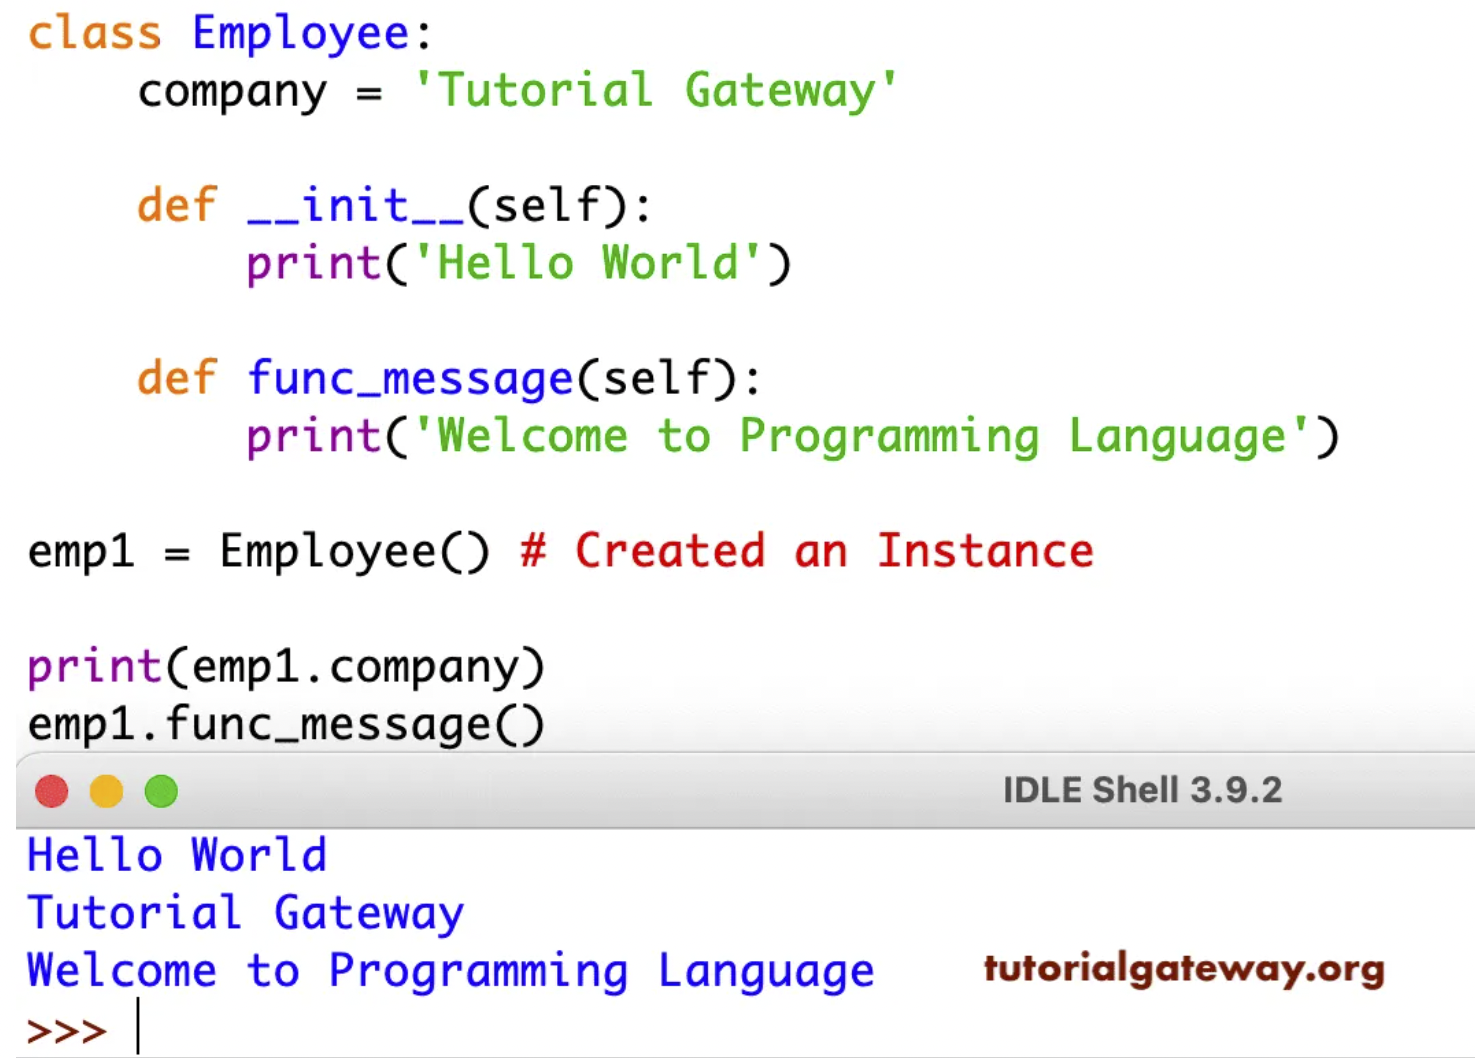 class Employee:
    company = 'Tutorial Gateway'
    def __init__(self):
        print('Hello World')
    def func_message(self):
        print('Welcome to Programming Language')
emp1 = Employee() # Created an Instance
print(emp1.company)
emp1.func_message()
IDLE Shell 3.9.2
Hello World
Tutorial Gateway
Welcome to Programming Language
tutorialgateway.org
>>>